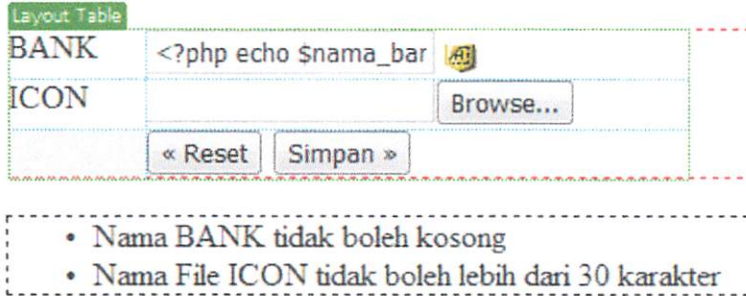 Layout Table
BANK <?php echo $nama_bar
ICON Browse...
« Reset Simpan »
• Nama BANK tidak boleh kosong
• Nama File ICON tidak boleh lebih dari 30 karakter